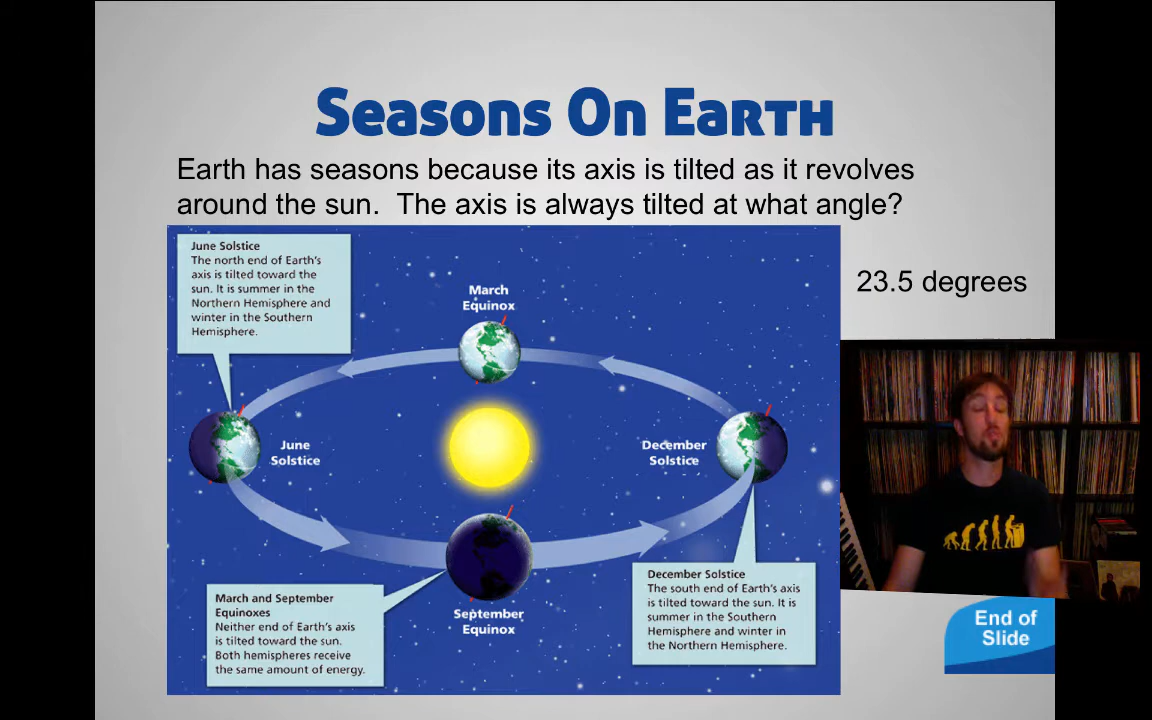 Seasons On Earth
Earth has seasons because its axis is tilted as it revolves
around the sun.  The axis is always tilted at what angle?
June Solstice
The north end of Earth's
axis is tilted toward the
sun. It is summer in the
Northern Hemisphere and
winter in the Southern
Hemisphere.
23.5 degrees
March
Equinox
June
Solstice
December
Solstice
September
Equinox
March and September
Equinoxes
Neither end of Earth's axis
is tilted toward the sun.
Both hemispheres receive
the same amount of energy.
December Solstice
The south end of Earth's axis
is tilted toward the sun. It is
summer in the Southern
Hemisphere and winter in
the Northern Hemisphere.
End of
Slide